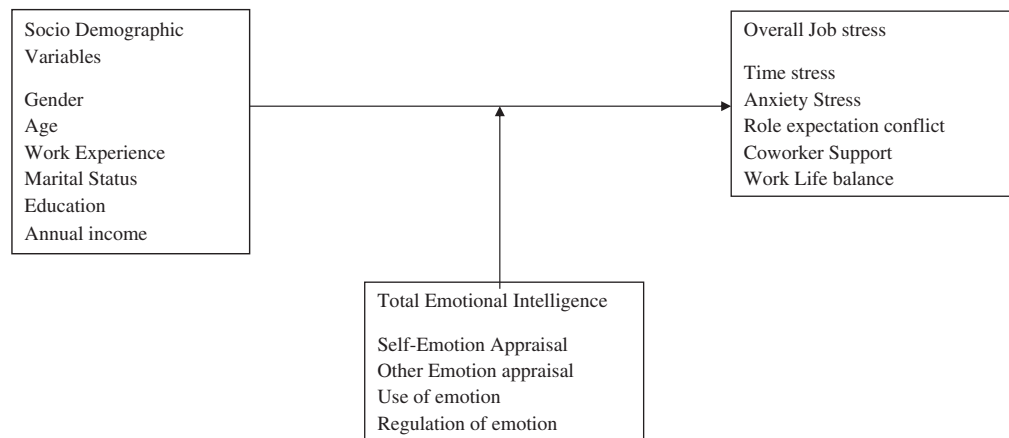 Socio Demographic
Variables
Gender
Age
Work Experience
Marital Status
Education
Annual income
Overall Job stress
Time stress
Anxiety Stress
Role expectation conflict
Coworker Support
Work Life balance
Total Emotional Intelligence
Self-Emotion Appraisal
Other Emotion appraisal
Use of emotion
Regulation of emotion